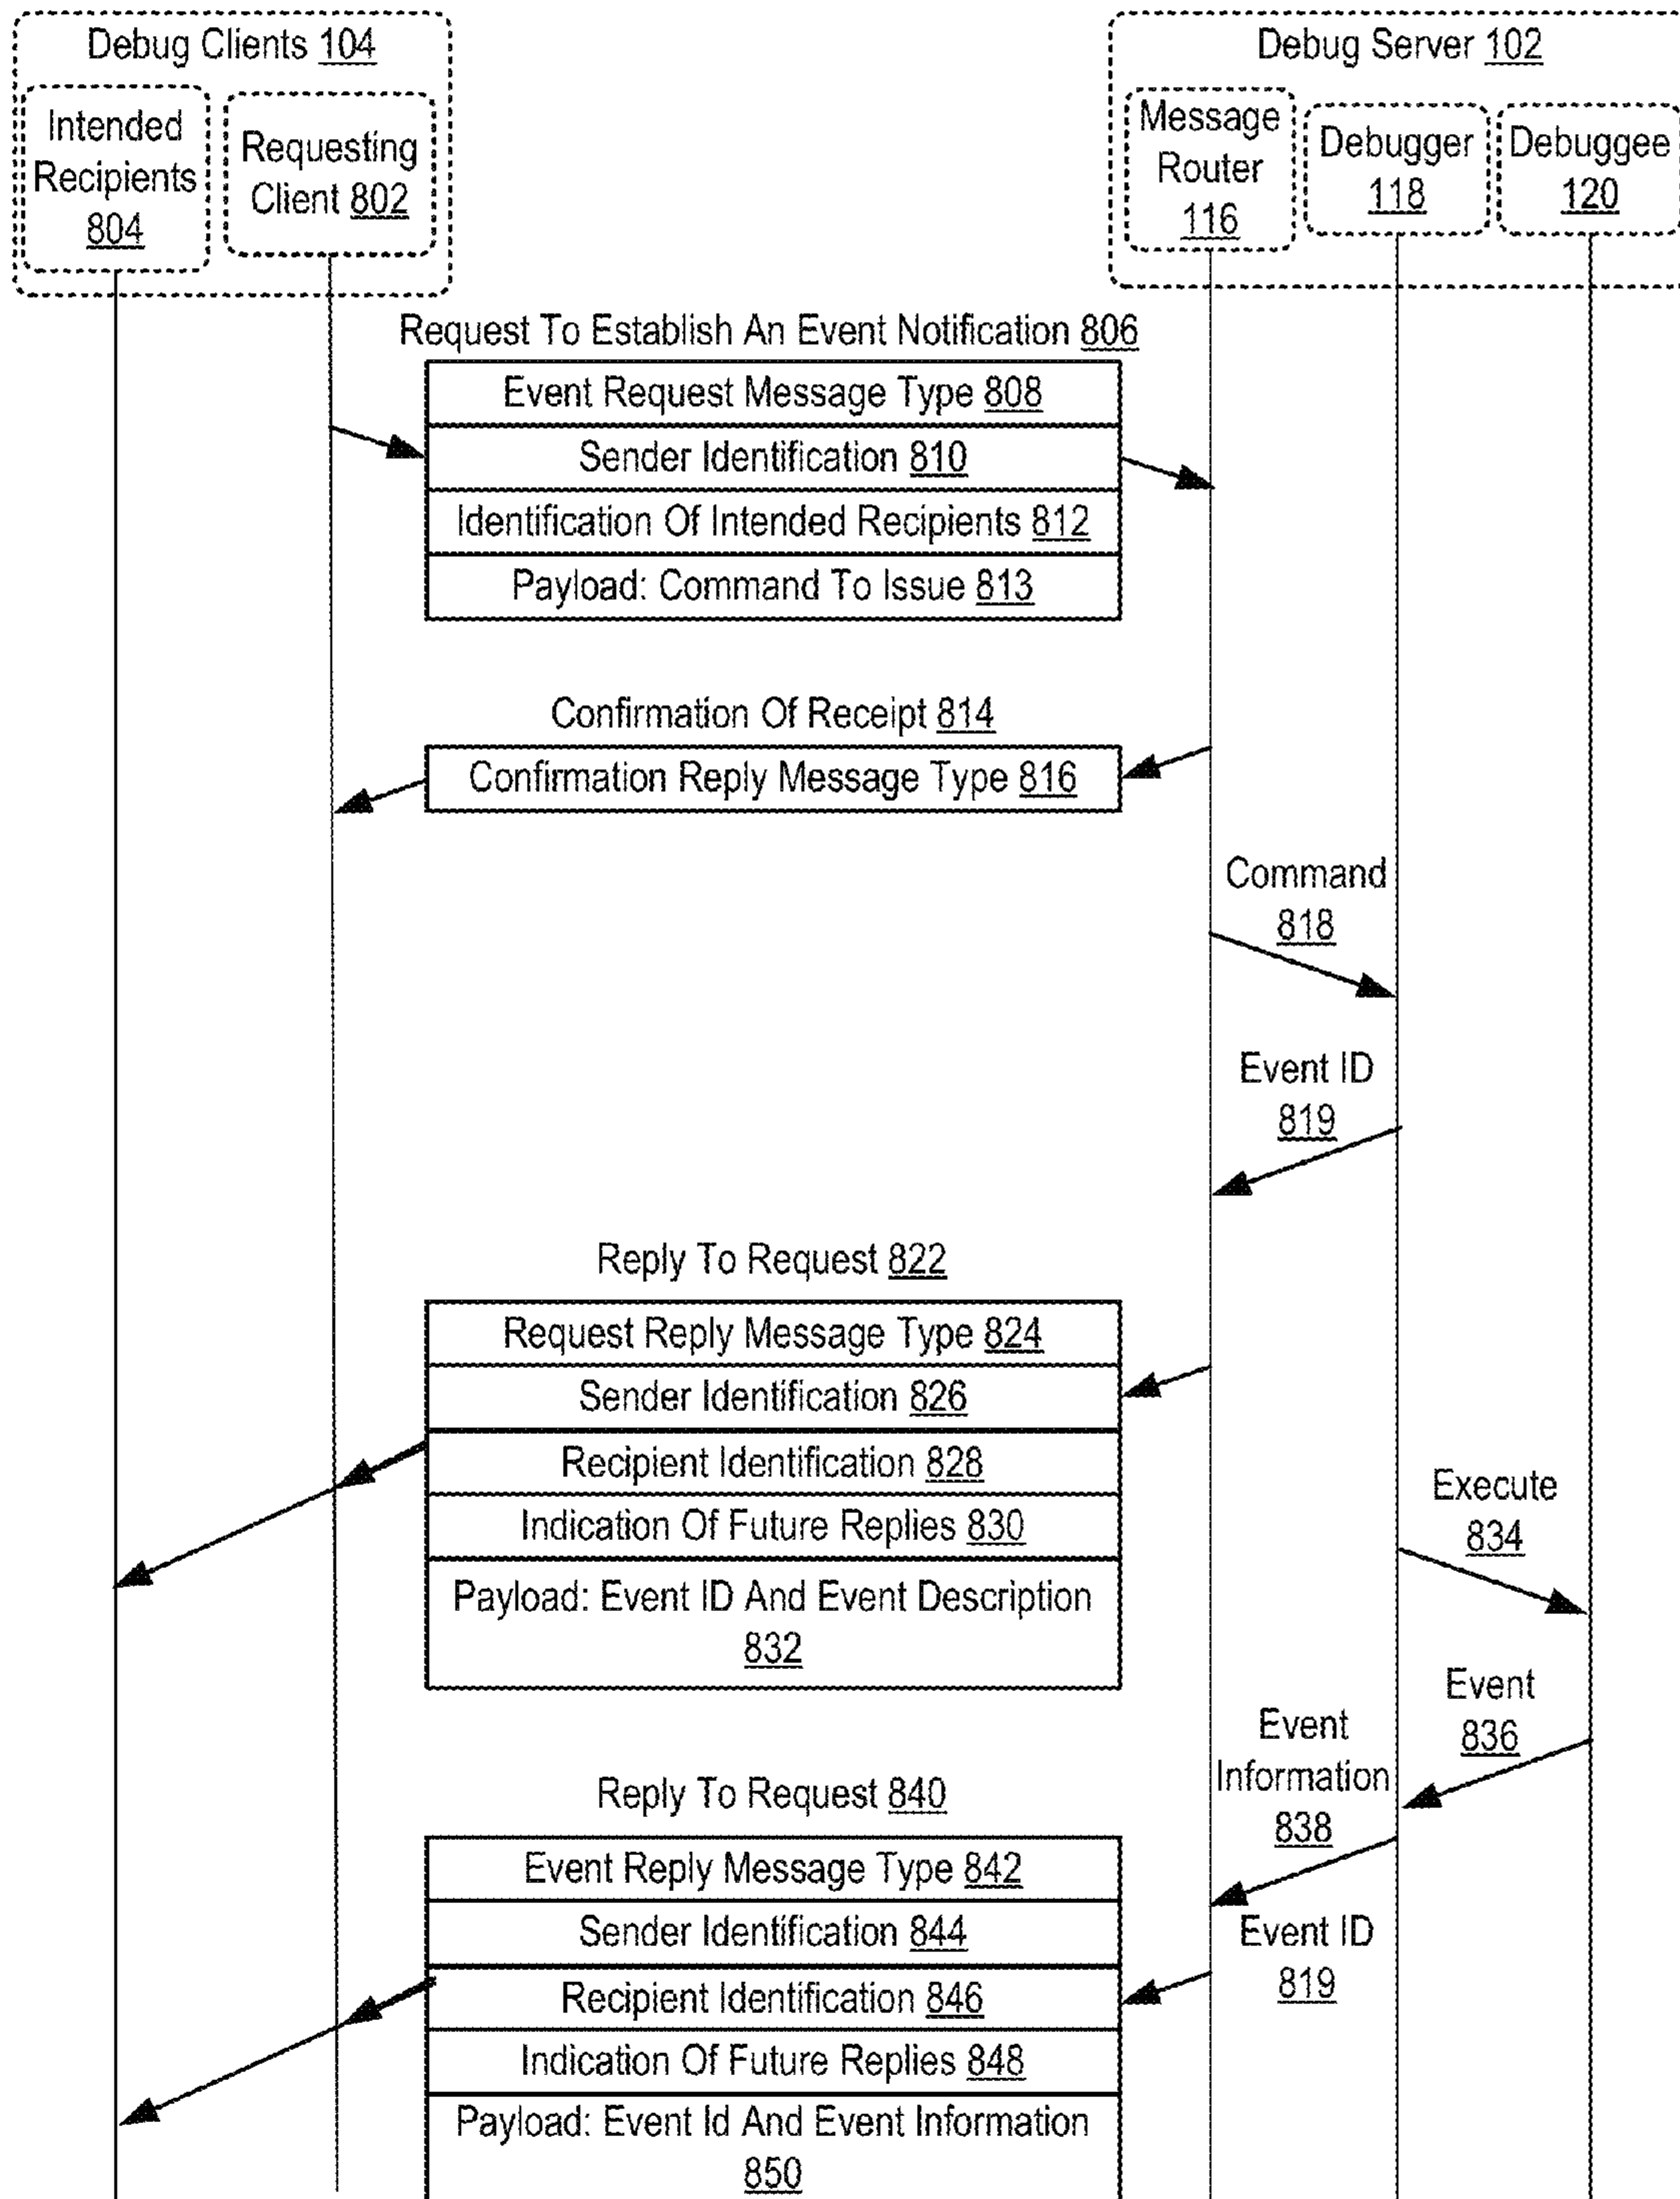 Debug Clients 104
Intended
Recipients
804
Requesting
Client 802
Debug Server 102
Message
Router
116
Debugger
118
Debuggee
120
Request To Establish An Event Notification 806
Event Request Message Type 808
Sender Identification 810
Identification Of Intended Recipients 812
Payload: Command To Issue 813
Confirmation Of Receipt 814
Confirmation Reply Message Type 816
Command
818
Event ID
819
Reply To Request 822
Request Reply Message Type 824
Sender Identification 826
Recipient Identification 828
Indication Of Future Replies 830
Payload: Event ID And Event Description
832
Execute
834
Event
836
Event
Information
838
Event ID
819
Reply To Request 840
Event Reply Message Type 842
Sender Identification 844
Recipient Identification 846
Indication Of Future Replies 848
Payload: Event Id And Event Information
850